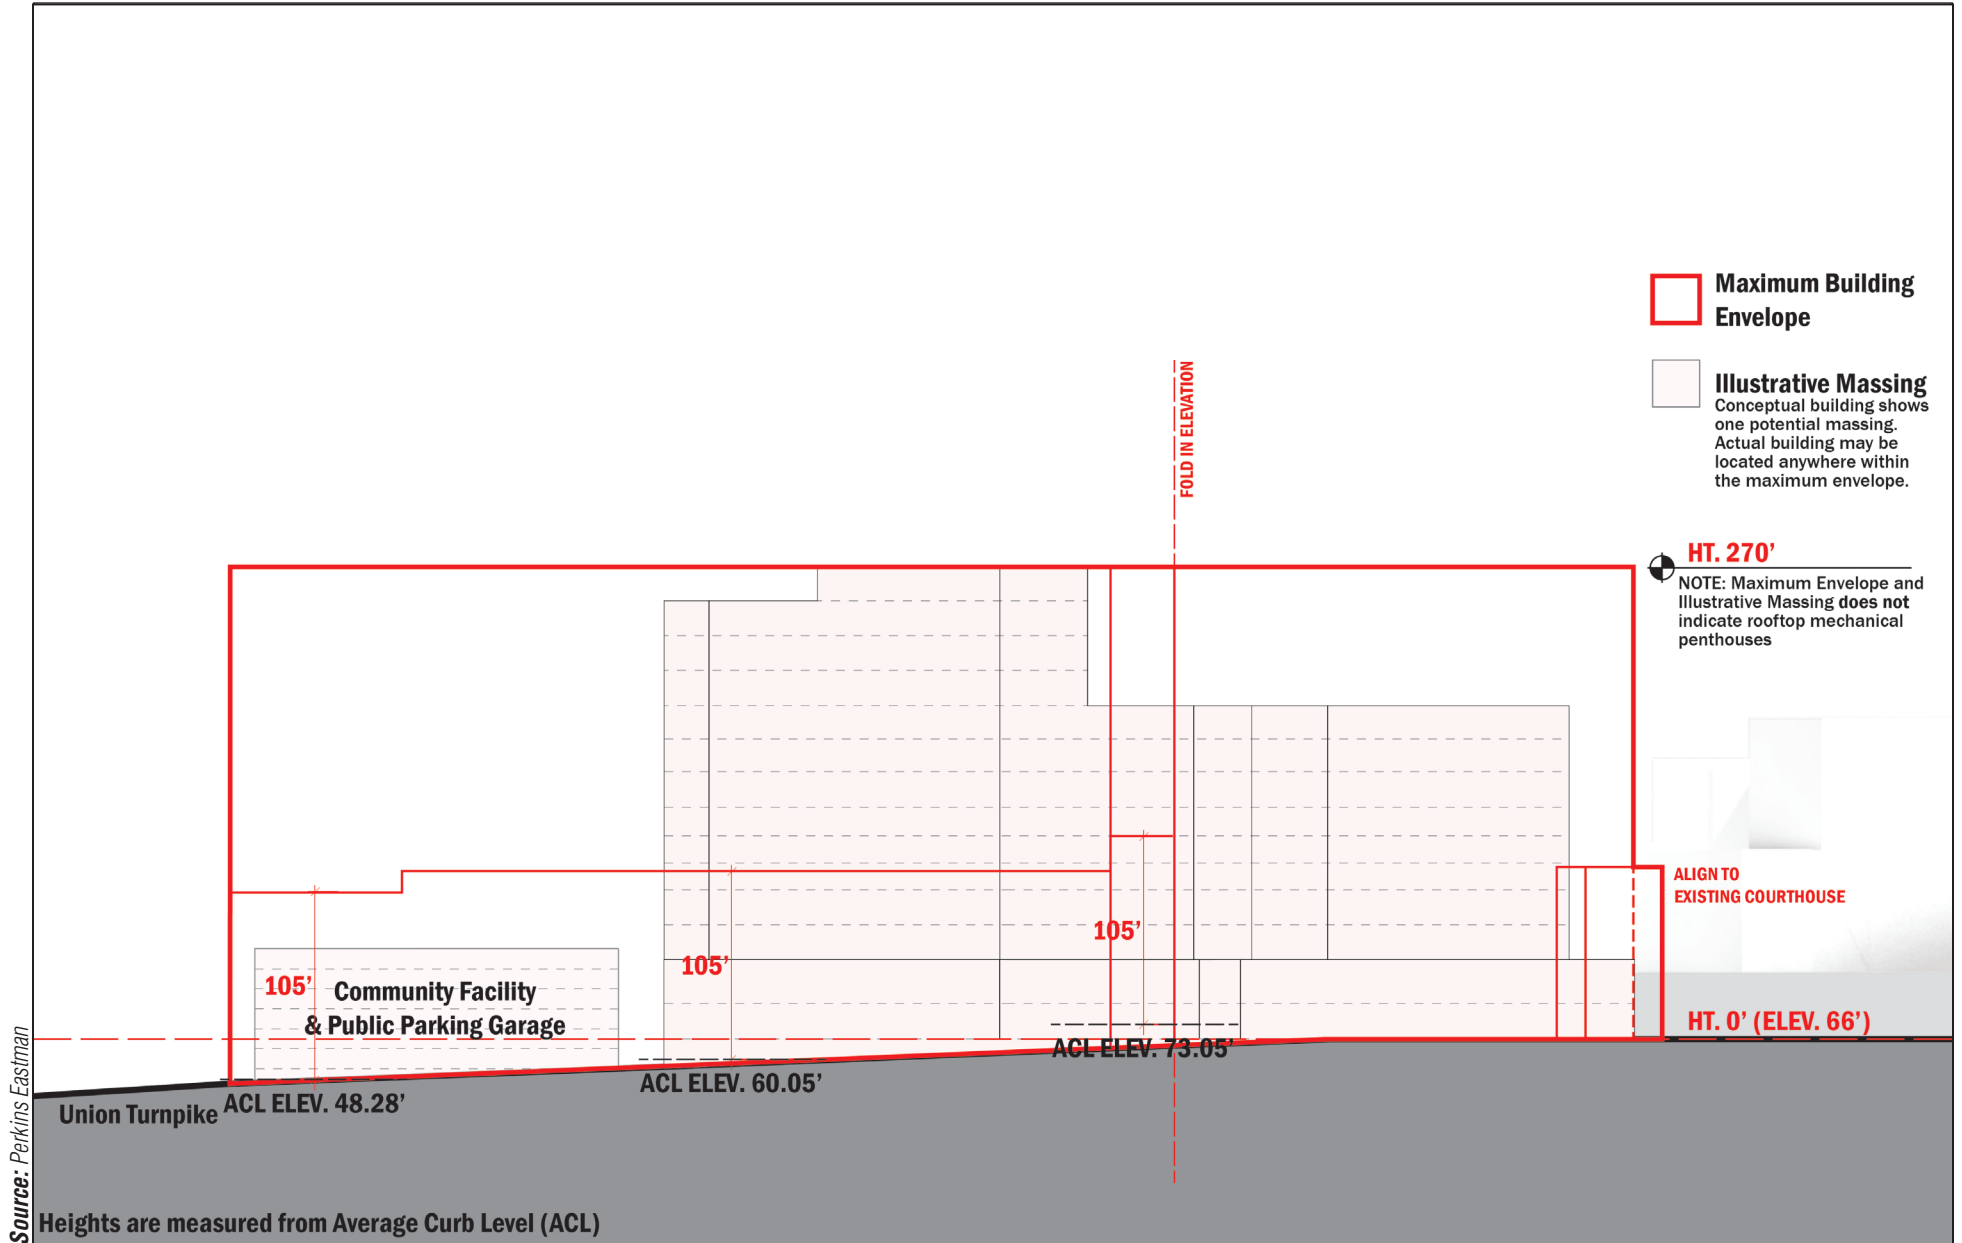 Maximum Building
Envelope
Illustrative Massing
Conceptual building shows
one potential massing.
Actual building may be
located anywhere within
the maximum envelope.
FOLD IN ELEVATION
HT. 270’
NOTE: Maximum Envelope and
Illustrative Massing does not
indicate rooftop mechanical
penthouses
ALIGN TO
EXISTING COURTHOUSE
105’
105’
105’
Community Facility
& Public Parking Garage
HT. 0’ (ELEV. 66’)
ACL ELEV. 73.05’
ACL ELEV. 60.05’
ACL ELEV. 48.28’
Union Turnpike
Heights are measured from Average Curb Level (ACL)
Source: Perkins Eastman